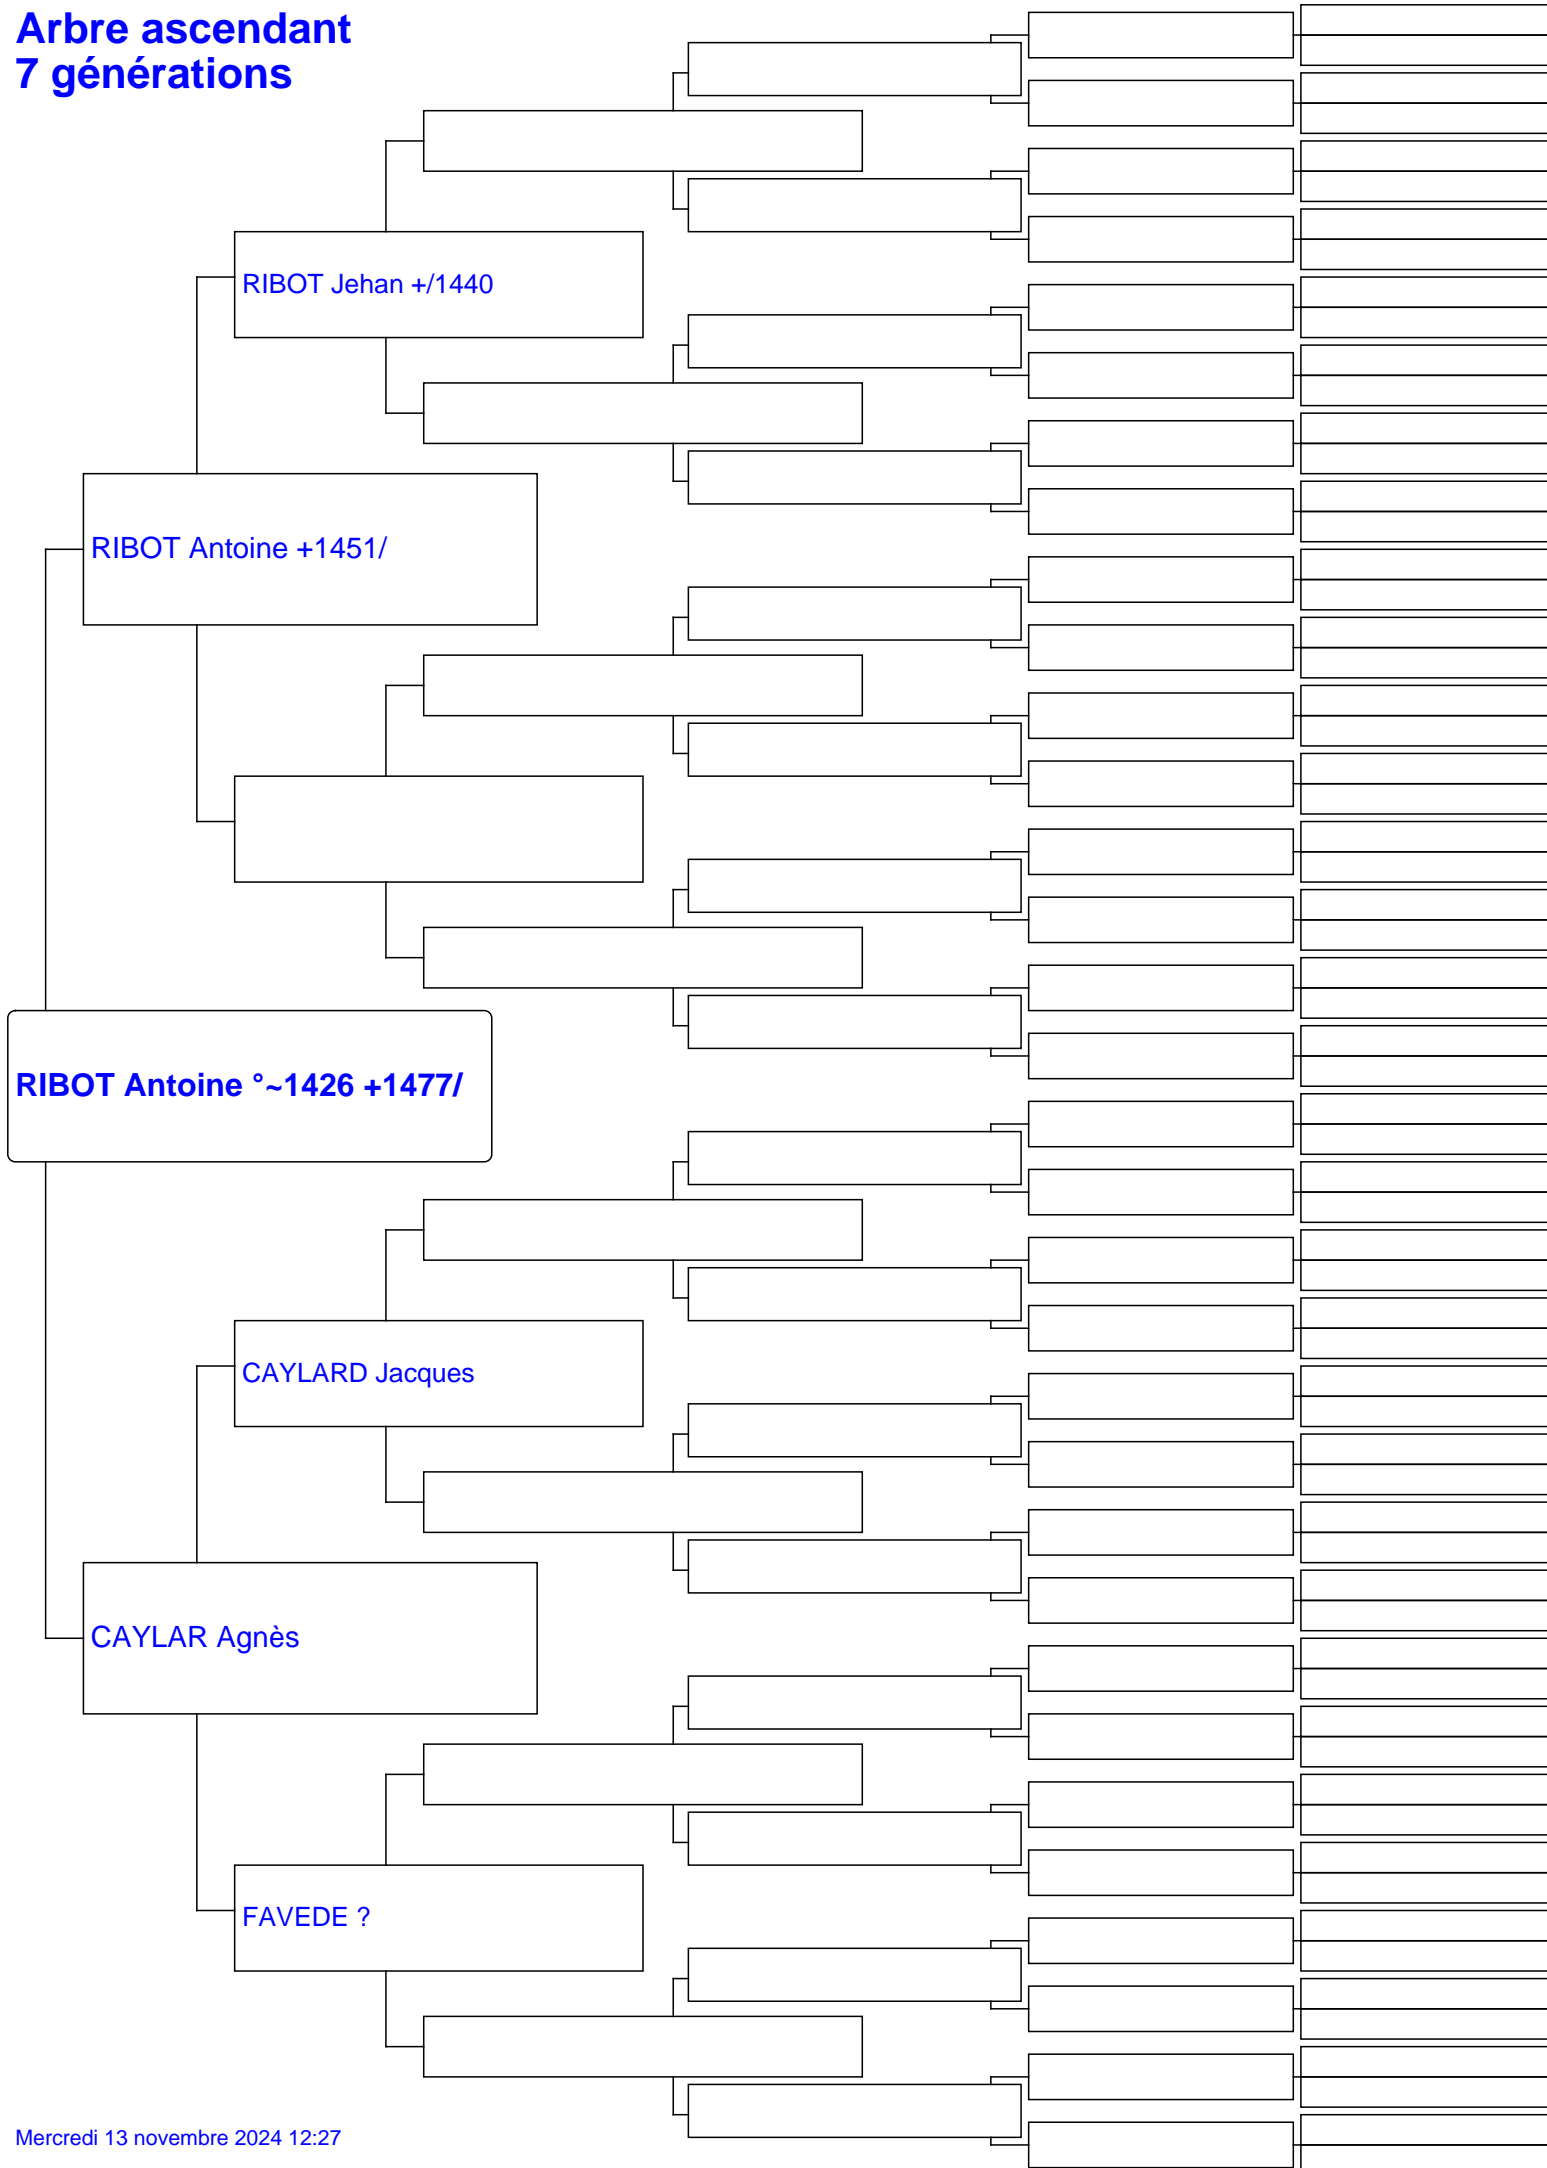 Arbre ascendant
7 générations
RIBOT Jehan +/1440
RIBOT Antoine +1451/
RIBOT Antoine °~1426 +1477/
CAYLARD Jacques
CAYLAR Agnès
FAVEDE ?
Mercredi 13 novembre 2024 12:27